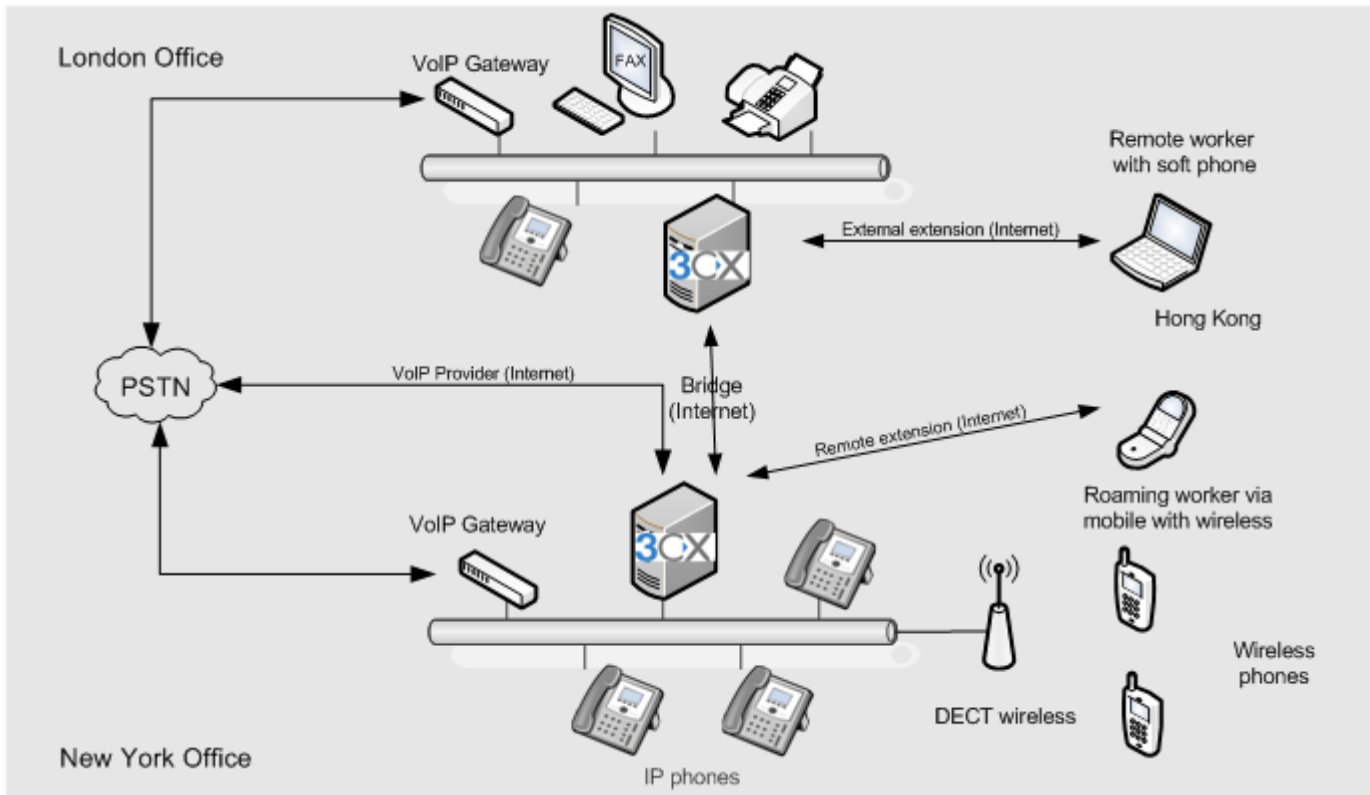 London Office
VoIP Gateway
FAX
Remote worker
with soft phone
3CX
External extension (Internet)
Hong Kong
PSTN
VoIP Provider (Internet)
Bridge
(Internet)
Remote extension (Internet)
Roaming worker via
mobile with wireless
VoIP Gateway
3CX
Wireless
phones
DECT wireless
New York Office
IP phones